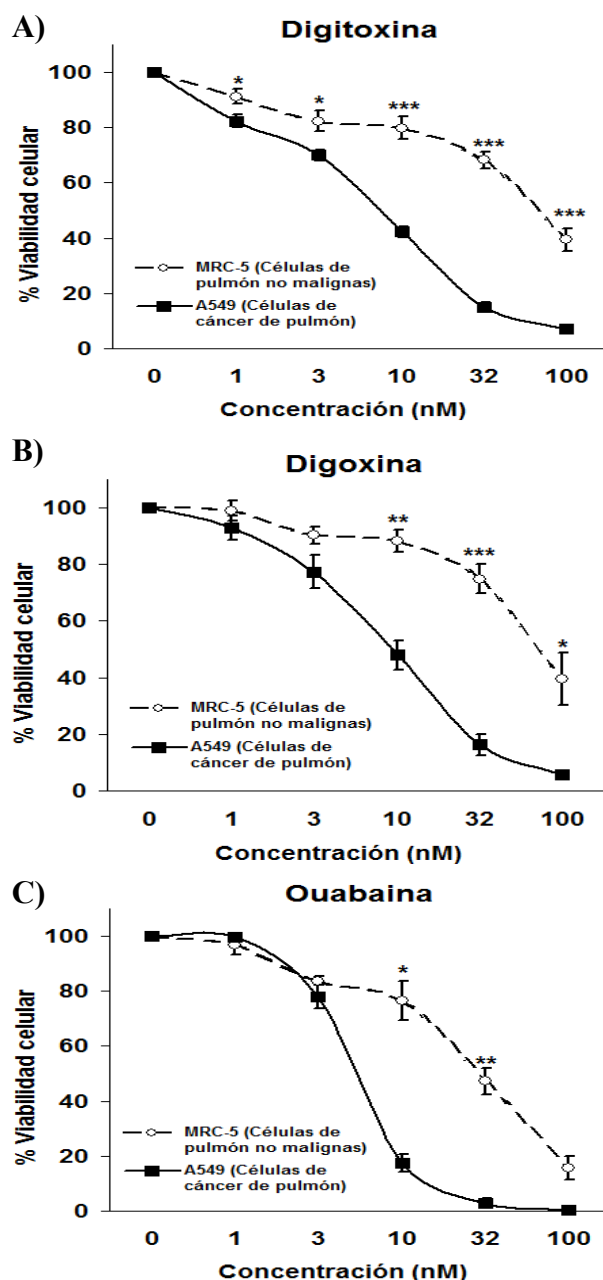 A)
Digitoxina
% Viabilidad celular
100
80
60
40
20
0
*
*
***
***
***
MRC-5 (Células de
pulmón no malignas)
A549 (Células de
cáncer de pulmón)
0 1 3 10 32 100
Concentración (nM)
B)
Digoxina
% Viabilidad celular
100
80
60
40
20
0
**
***
*
MRC-5 (Células de
pulmón no malignas)
A549 (Células de
cáncer de pulmón)
0 1 3 10 32 100
Concentración (nM)
C)
Ouabaina
% Viabilidad celular
100
80
60
40
20
0
*
**
MRC-5 (Células de
pulmón no malignas)
A549 (Células de
cáncer de pulmón)
0 1 3 10 32 100
Concentración (nM)